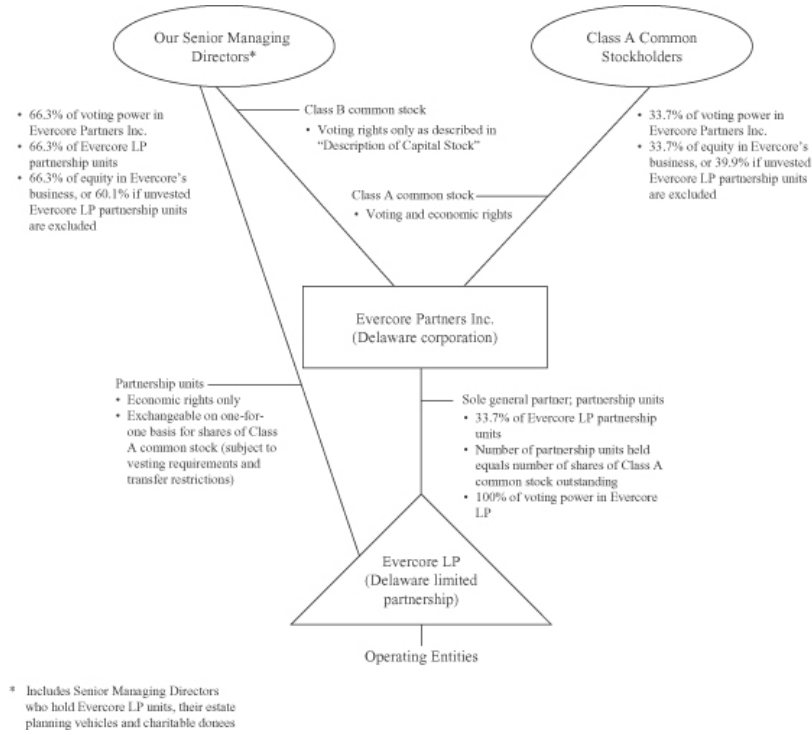 Our Senior Managing
Directors*
Class A Common
Stockholders
• 66.3% of voting power in
Evercore Partners Inc.
• 66.3% of Evercore LP
partnership units
• 66.3% of equity in Evercore's
business, or 60.1% if unvested
Evercore LP partnership units
are excluded
Class B common stock
• Voting rights only as described in
"Description of Capital Stock"
• 33.7% of voting power in
Evercore Partners Inc.
• 33.7% of equity in Evercore's
business, or 39.9% if unvested
Evercore LP partnership units
are excluded
Class A common stock
• Voting and economic rights
Evercore Partners Inc.
(Delaware corporation)
Partnership units
• Economic rights only
• Exchangeable on one-for-
one basis for shares of Class
A common stock (subject to
vesting requirements and
transfer restrictions)
Sole general partner; partnership units
• 33.7% of Evercore LP partnership
units
• Number of partnership units held
equals number of shares of Class A
common stock outstanding
• 100% of voting power in Evercore
LP
Evercore LP
(Delaware limited
partnership)
Operating Entities
* Includes Senior Managing Directors
who hold Evercore LP units, their estate
planning vehicles and charitable donees